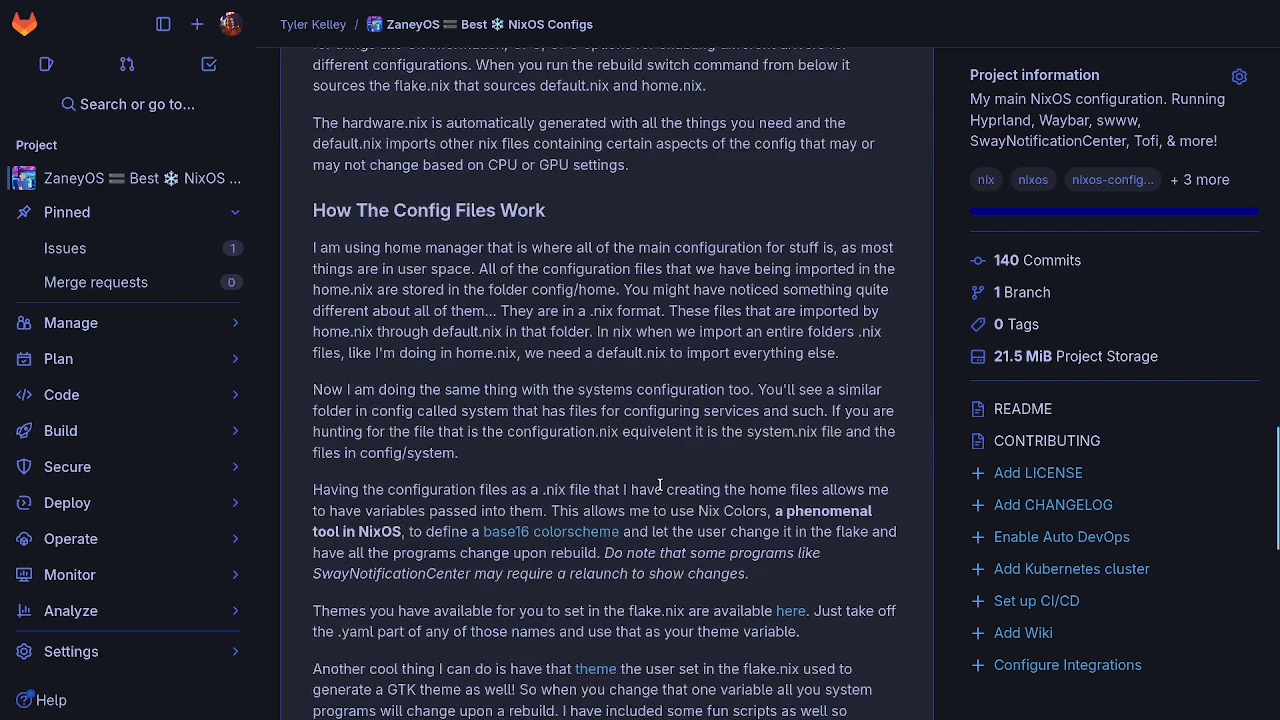 Tyler Kelley / ZaneyOS 🟰 Best ❄️ NixOS Configs
Search or go to...
Project
ZaneyOS 🟰 Best ❄️ NixOS ...
Pinned
Issues 1
Merge requests 0
Manage
Plan
Code
Build
Secure
Deploy
Operate
Monitor
Analyze
Settings
Help
different configurations. When you run the rebuild switch command from below it
sources the flake.nix that sources default.nix and home.nix.
The hardware.nix is automatically generated with all the things you need and the
default.nix imports other nix files containing certain aspects of the config that may or
may not change based on CPU or GPU settings.
How The Config Files Work
I am using home manager that is where all of the main configuration for stuff is, as most
things are in user space. All of the configuration files that we have being imported in the
home.nix are stored in the folder config/home. You might have noticed something quite
different about all of them... They are in a .nix format. These files that are imported by
home.nix through default.nix in that folder. In nix when we import an entire folders .nix
files, like I'm doing in home.nix, we need a default.nix to import everything else.
Now I am doing the same thing with the systems configuration too. You'll see a similar
folder in config called system that has files for configuring services and such. If you are
hunting for the file that is the configuration.nix equivelent it is the system.nix file and the
files in config/system.
Having the configuration files as a .nix file that I have creating the home files allows me
to have variables passed into them. This allows me to use Nix Colors, a phenomenal
tool in NixOS, to define a base16 colorscheme and let the user change it in the flake and
have all the programs change upon rebuild. Do note that some programs like
SwayNotificationCenter may require a relaunch to show changes.
Themes you have available for you to set in the flake.nix are available here. Just take off
the .yaml part of any of those names and use that as your theme variable.
Another cool thing I can do is have that theme the user set in the flake.nix used to
generate a GTK theme as well! So when you change that one variable all you system
programs will change upon a rebuild. I have included some fun scripts as well so
Project information
My main NixOS configuration. Running
Hyprland, Waybar, swww,
SwayNotificationCenter, Tofi, & more!
nix nixos nixos-config... + 3 more
140 Commits
1 Branch
0 Tags
21.5 MiB Project Storage
README
CONTRIBUTING
+ Add LICENSE
+ Add CHANGELOG
+ Enable Auto DevOps
+ Add Kubernetes cluster
+ Set up CI/CD
+ Add Wiki
+ Configure Integrations